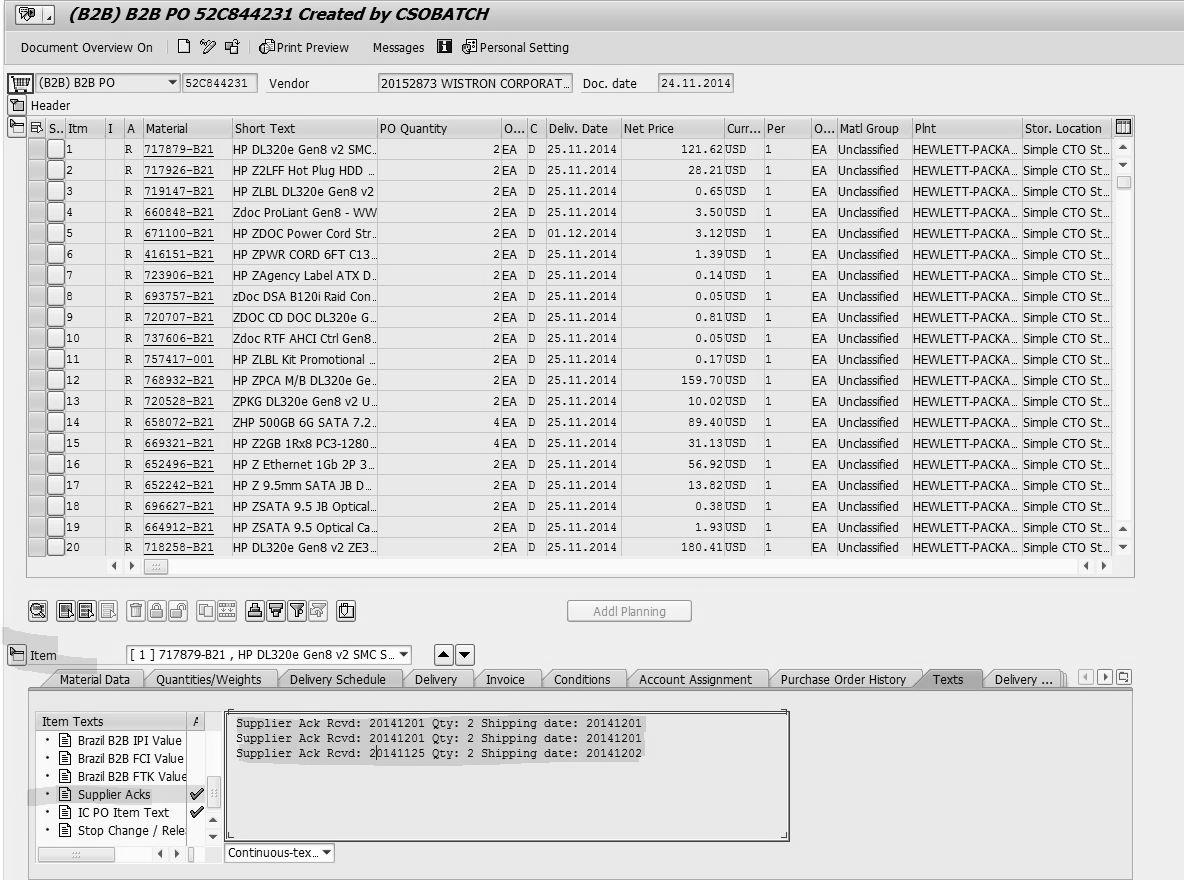 (B2B) B2B PO 52C844231 Created by CSOBATCH
Document Overview On Print Preview Messages Personal Setting
(B2B) B2B PO 52C844231 Vendor 20152873 WISTRON CORPORAT... Doc. date 24.11.2014
Header
S.. Itm I A Material Short Text PO Quantity O... C Deliv. Date Net Price Curr... Per O... Matl Group Plnt Stor. Location
1 R 717879-B21 HP DL320e Gen8 v2 SMC.. 2 EA D 25.11.2014 121.62 USD 1 EA Unclassified HEWLETT-PACKA... Simple CTO St...
2 R 717926-B21 HP Z2LFF Hot Plug HDD ... 2 EA D 25.11.2014 28.21 USD 1 EA Unclassified HEWLETT-PACKA... Simple CTO St...
3 R 719147-B21 HP ZLBL DL320e Gen8 v2 2 EA D 25.11.2014 0.65 USD 1 EA Unclassified HEWLETT-PACKA... Simple CTO St...
4 R 660848-B21 Zdoc ProLiant Gen8 - WW 2 EA D 25.11.2014 3.50 USD 1 EA Unclassified HEWLETT-PACKA... Simple CTO St...
5 R 671100-B21 HP ZDOC Power Cord Str.. 2 EA D 01.12.2014 3.12 USD 1 EA Unclassified HEWLETT-PACKA... Simple CTO St...
6 R 416151-B21 HP ZPWR CORD 6FT C13... 2 EA D 25.11.2014 1.39 USD 1 EA Unclassified HEWLETT-PACKA... Simple CTO St...
7 R 723906-B21 HP ZAgency Label ATX D.. 2 EA D 25.11.2014 0.14 USD 1 EA Unclassified HEWLETT-PACKA... Simple CTO St...
8 R 693757-B21 zDoc DSA B120i Raid Con.. 2 EA D 25.11.2014 0.05 USD 1 EA Unclassified HEWLETT-PACKA... Simple CTO St...
9 R 720707-B21 ZDOC CD DOC DL320e G... 2 EA D 25.11.2014 0.81 USD 1 EA Unclassified HEWLETT-PACKA... Simple CTO St...
10 R 737606-B21 Zdoc RTF AHCI Ctrl Gen8.. 2 EA D 25.11.2014 0.05 USD 1 EA Unclassified HEWLETT-PACKA... Simple CTO St...
11 R 757417-001 HP ZLBL Kit Promotional ... 2 EA D 25.11.2014 0.17 USD 1 EA Unclassified HEWLETT-PACKA... Simple CTO St...
12 R 768932-B21 HP ZPCA M/B DL320e Ge.. 2 EA D 25.11.2014 159.70 USD 1 EA Unclassified HEWLETT-PACKA... Simple CTO St...
13 R 720528-B21 ZPKG DL320e Gen8 v2 U.. 2 EA D 25.11.2014 10.02 USD 1 EA Unclassified HEWLETT-PACKA... Simple CTO St...
14 R 658072-B21 ZHP 500GB 6G SATA 7.2.. 4 EA D 25.11.2014 89.40 USD 1 EA Unclassified HEWLETT-PACKA... Simple CTO St...
15 R 669321-B21 HP Z2GB 1Rx8 PC3-1280.. 4 EA D 25.11.2014 31.13 USD 1 EA Unclassified HEWLETT-PACKA... Simple CTO St...
16 R 652496-B21 HP Z Ethernet 1Gb 2P 3... 2 EA D 25.11.2014 56.92 USD 1 EA Unclassified HEWLETT-PACKA... Simple CTO St...
17 R 652242-B21 HP Z 9.5mm SATA JB D... 2 EA D 25.11.2014 13.82 USD 1 EA Unclassified HEWLETT-PACKA... Simple CTO St...
18 R 696627-B21 HP ZSATA 9.5 JB Optical.. 2 EA D 25.11.2014 0.38 USD 1 EA Unclassified HEWLETT-PACKA... Simple CTO St...
19 R 664912-B21 HP ZSATA 9.5 Optical Ca.. 2 EA D 25.11.2014 1.93 USD 1 EA Unclassified HEWLETT-PACKA... Simple CTO St...
20 R 718258-B21 HP DL320e Gen8 v2 ZE3... 2 EA D 25.11.2014 180.41 USD 1 EA Unclassified HEWLETT-PACKA... Simple CTO St...
Addl Planning
Item [ 1 ] 717879-B21 , HP DL320e Gen8 v2 SMC S...
Material Data Quantities/Weights Delivery Schedule Delivery Invoice Conditions Account Assignment Purchase Order History Texts Delivery ...
Item Texts A
Brazil B2B IPI Value
Brazil B2B FCI Value
Brazil B2B FTK Value
Supplier Acks
IC PO Item Text
Stop Change / Rele
Supplier Ack Rcvd: 20141201 Qty: 2 Shipping date: 20141201
Supplier Ack Rcvd: 20141201 Qty: 2 Shipping date: 20141201
Supplier Ack Rcvd: 20141125 Qty: 2 Shipping date: 20141202
Continuous-tex...